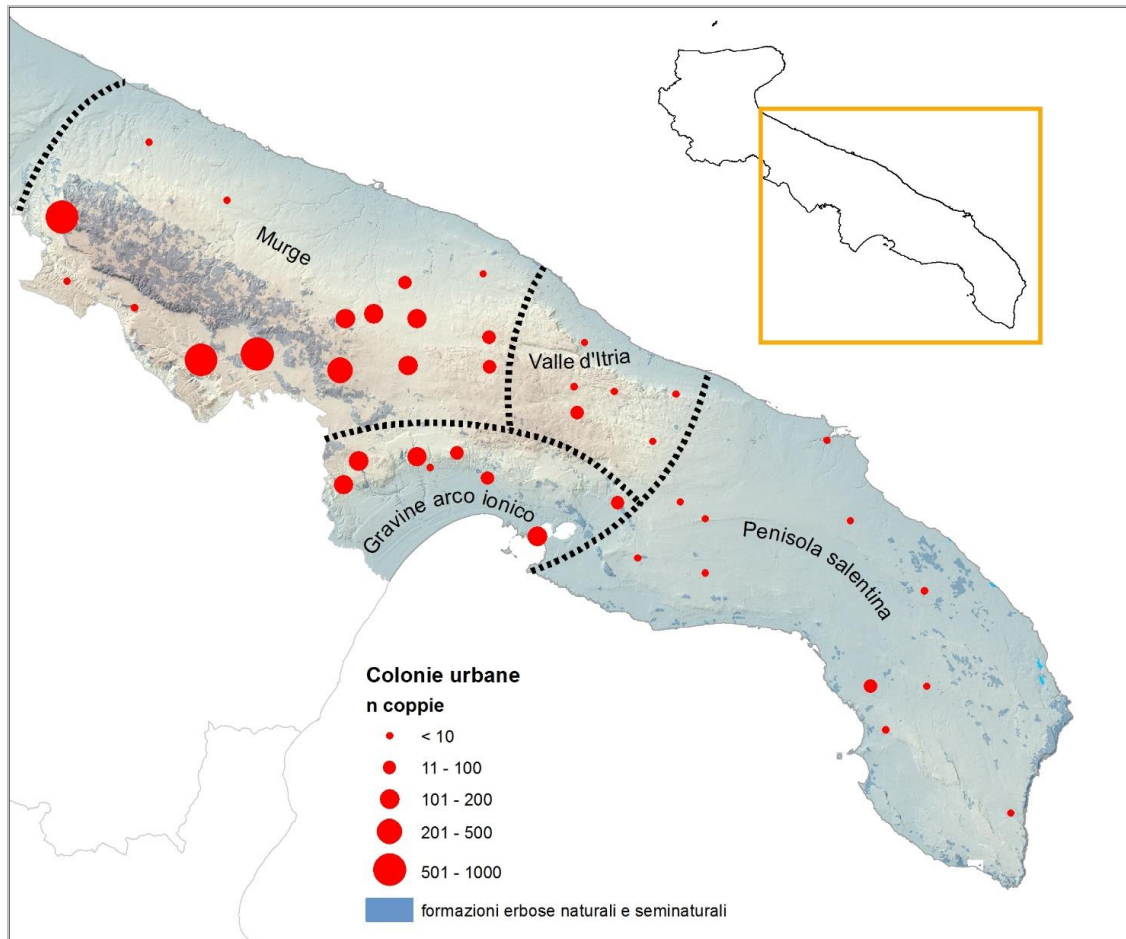 Murge
Valle d'Itria
Gravine arco ionico
Penisola salentina
Colonie urbane
n coppie
< 10
11 - 100
101 - 200
201 - 500
501 - 1000
formazioni erbose naturali e seminaturali